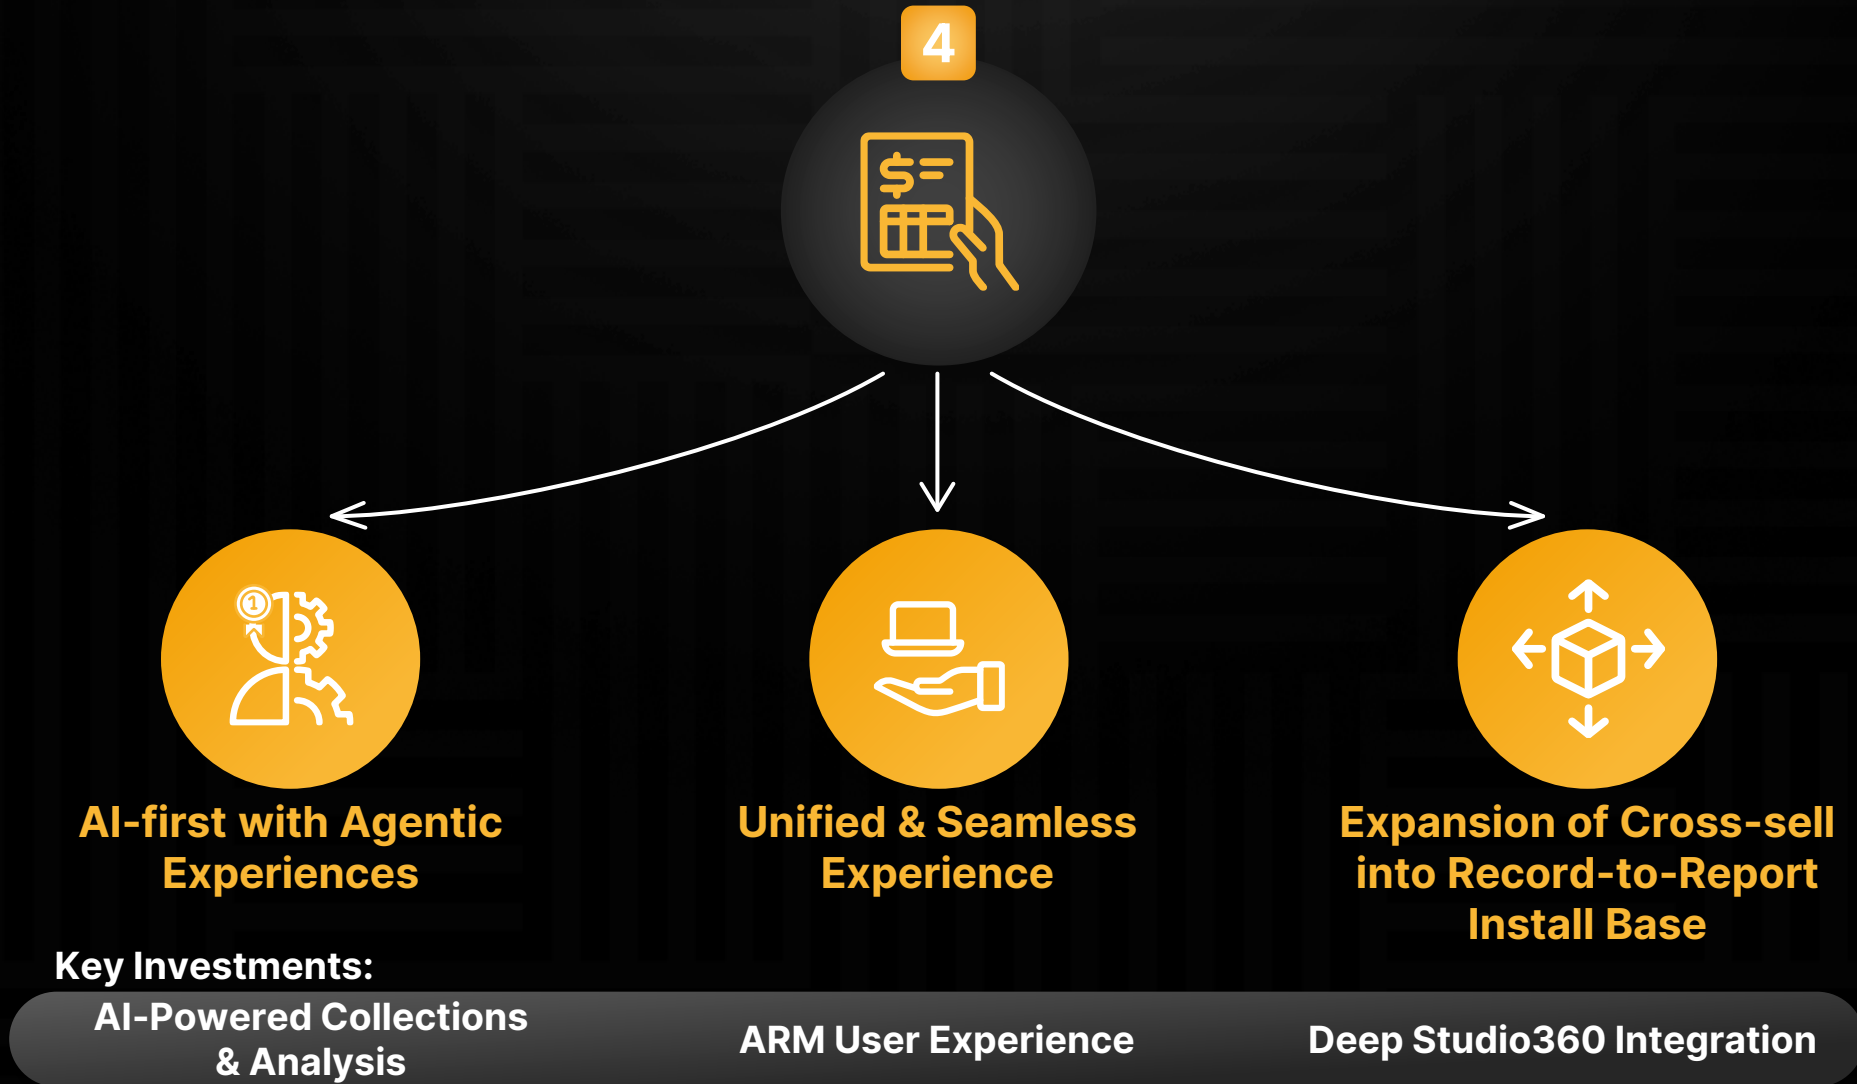 4
$
1
AI-first with Agentic
Experiences
Unified & Seamless
Experience
Expansion of Cross-sell
into Record-to-Report
Install Base
Key Investments:
AI-Powered Collections
& Analysis
ARM User Experience
Deep Studio360 Integration